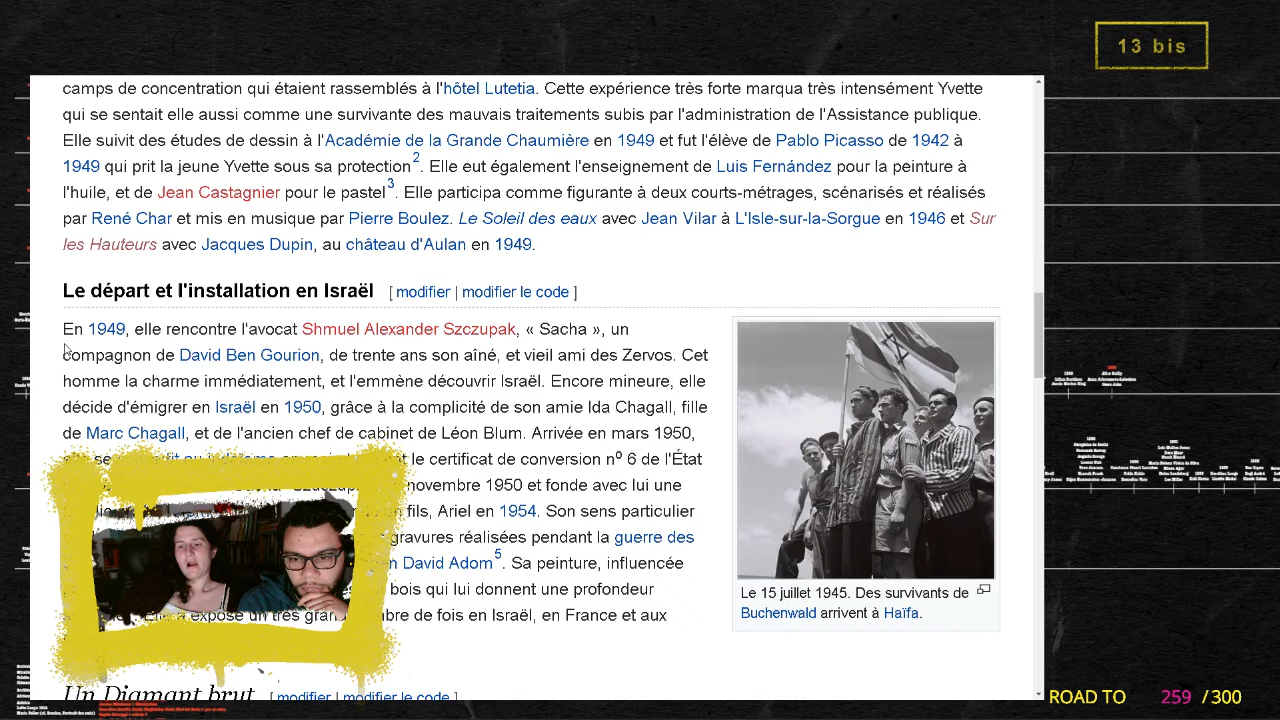 13 bis
camps de concentration qui étaient rassemblés à l'hôtel Lutetia. Cette expérience très forte marqua très intensément Yvette
qui se sentait elle aussi comme une survivante des mauvais traitements subis par l'administration de l'Assistance publique.
Elle suivit des études de dessin à l'Académie de la Grande Chaumière en 1949 et fut l'élève de Pablo Picasso de 1942 à
1949 qui prit la jeune Yvette sous sa protection2. Elle eut également l'enseignement de Luis Fernández pour la peinture à
l'huile, et de Jean Castagnier pour le pastel3. Elle participa comme figurante à deux courts-métrages, scénarisés et réalisés
par René Char et mis en musique par Pierre Boulez. Le Soleil des eaux avec Jean Vilar à L'Isle-sur-la-Sorgue en 1946 et Sur
les Hauteurs avec Jacques Dupin, au château d'Aulan en 1949.
Le départ et l'installation en Israël [ modifier | modifier le code ]
En 1949, elle rencontre l'avocat Shmuel Alexander Szczupak, « Sacha », un
compagnon de David Ben Gourion, de trente ans son aîné, et vieil ami des Zervos. Cet
homme la charme immédiatement, et l'emmène découvrir Israël. Encore mineure, elle
décide d'émigrer en Israël en 1950, grâce à la complicité de son amie Ida Chagall, fille
de Marc Chagall, et de l'ancien chef de cabinet de Léon Blum. Arrivée en mars 1950,
le certificat de conversion nº 6 de l'État
1950 et fonde avec lui une
fils, Ariel en 1954. Son sens particulier
gravures réalisées pendant la guerre des
David Adom5. Sa peinture, influencée
bois qui lui donnent une profondeur
exposé un très grand nombre de fois en Israël, en France et aux
Un Diamant brut [ modifier | modifier le code ]
Le 15 juillet 1945. Des survivants de
Buchenwald arrivent à Haïfa.
ROAD TO 259 / 300